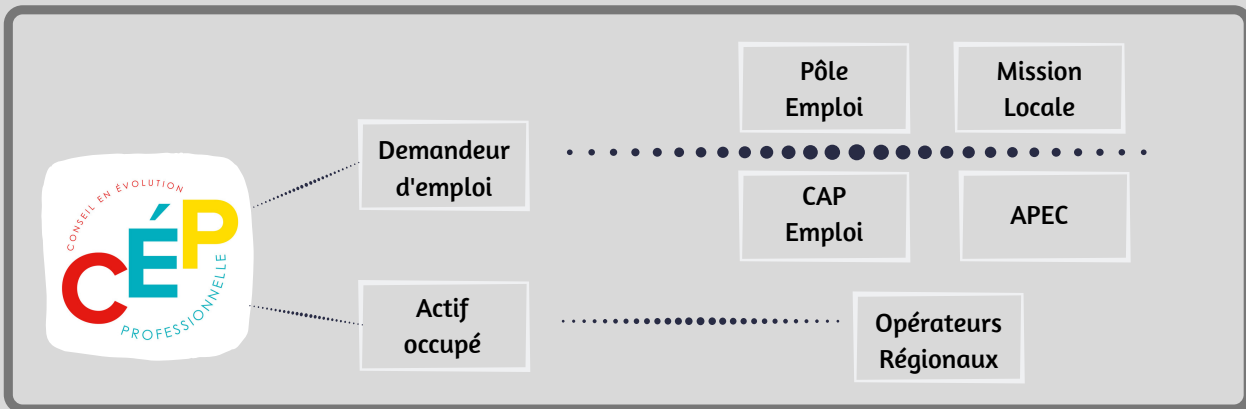 CONSEIL EN ÉVOLUTION
CÉP
PROFESSIONNELLE
Demandeur
d'emploi
Pôle
Emploi
Mission
Locale
CAP
Emploi
APEC
Actif
occupé
Opérateurs
Régionaux